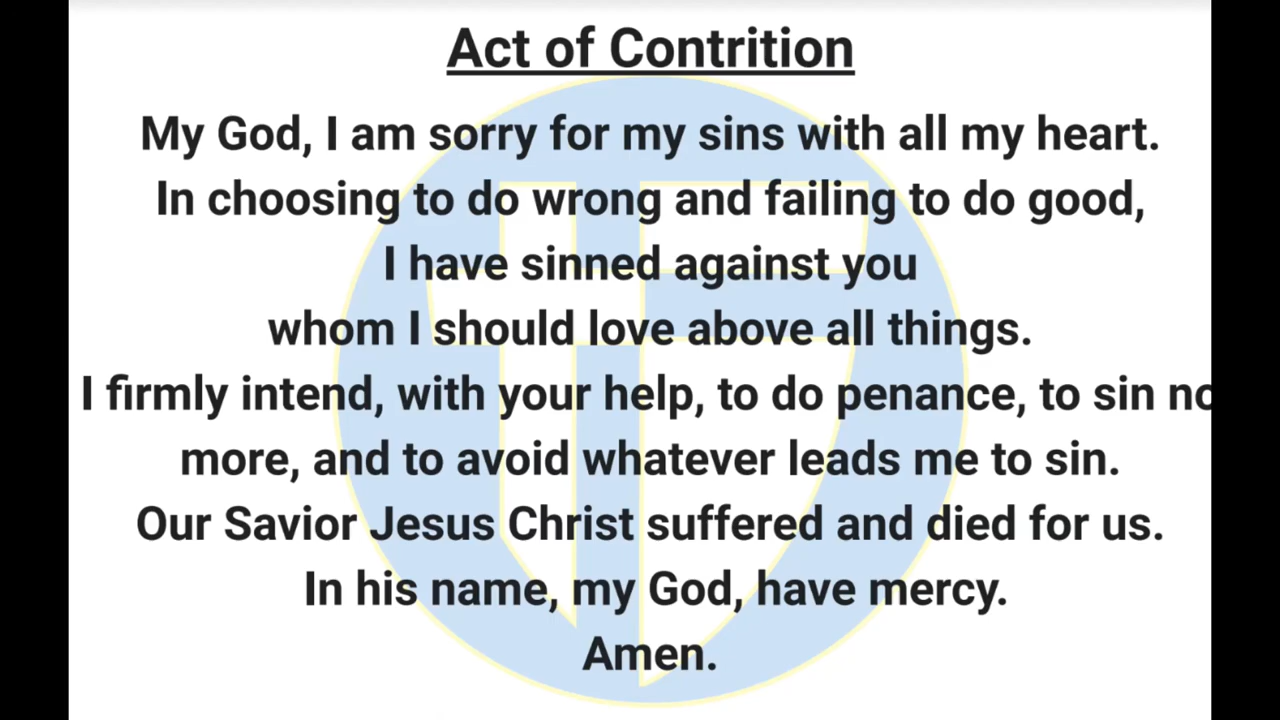 Act of Contrition
My God, I am sorry for my sins with all my heart.
In choosing to do wrong and failing to do good,
I have sinned against you
whom I should love above all things.
I firmly intend, with your help, to do penance, to sin no
more, and to avoid whatever leads me to sin.
Our Savior Jesus Christ suffered and died for us.
In his name, my God, have mercy.
Amen.